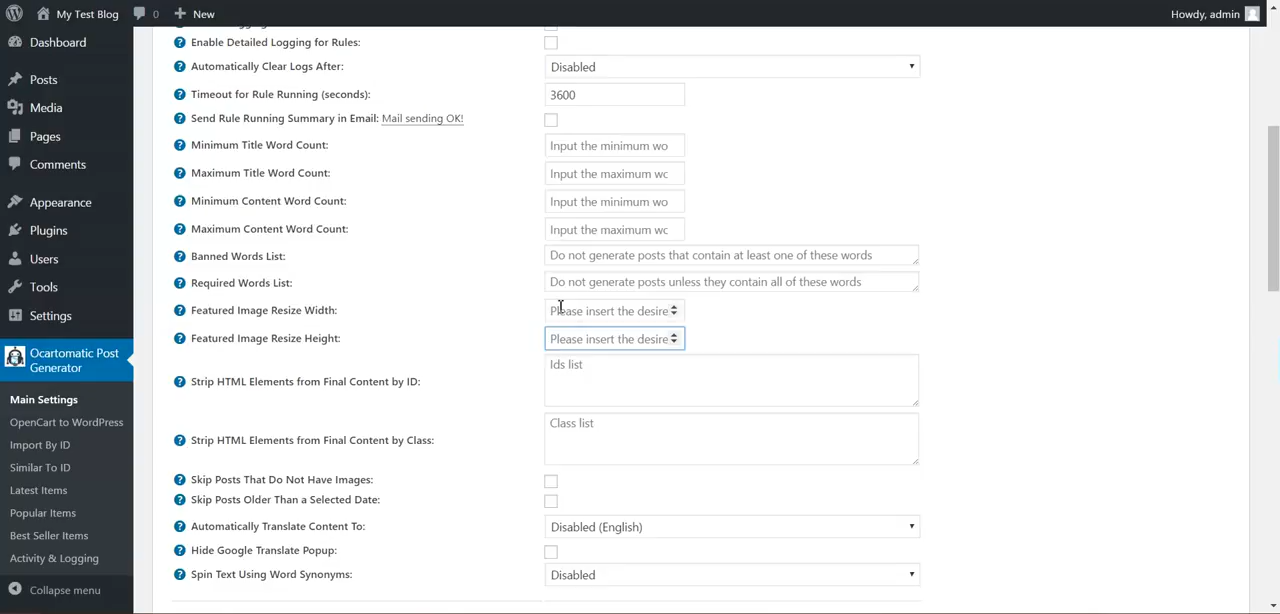 My Test Blog
0
New
Howdy, admin
Dashboard
Posts
Media
Pages
Comments
Appearance
Plugins
Users
Tools
Settings
Ocartomatic Post
Generator
Main Settings
OpenCart to WordPress
Import By ID
Similar To ID
Latest Items
Popular Items
Best Seller Items
Activity & Logging
Collapse menu
Enable Detailed Logging for Rules:
Automatically Clear Logs After:
Disabled
Timeout for Rule Running (seconds):
3600
Send Rule Running Summary in Email: Mail sending OK!
Minimum Title Word Count:
Input the minimum wo
Maximum Title Word Count:
Input the maximum wc
Minimum Content Word Count:
Input the minimum wo
Maximum Content Word Count:
Input the maximum wc
Banned Words List:
Do not generate posts that contain at least one of these words
Required Words List:
Do not generate posts unless they contain all of these words
Featured Image Resize Width:
Please insert the desire
Featured Image Resize Height:
Please insert the desire
Strip HTML Elements from Final Content by ID:
Ids list
Strip HTML Elements from Final Content by Class:
Class list
Skip Posts That Do Not Have Images:
Skip Posts Older Than a Selected Date:
Automatically Translate Content To:
Disabled (English)
Hide Google Translate Popup:
Spin Text Using Word Synonyms:
Disabled